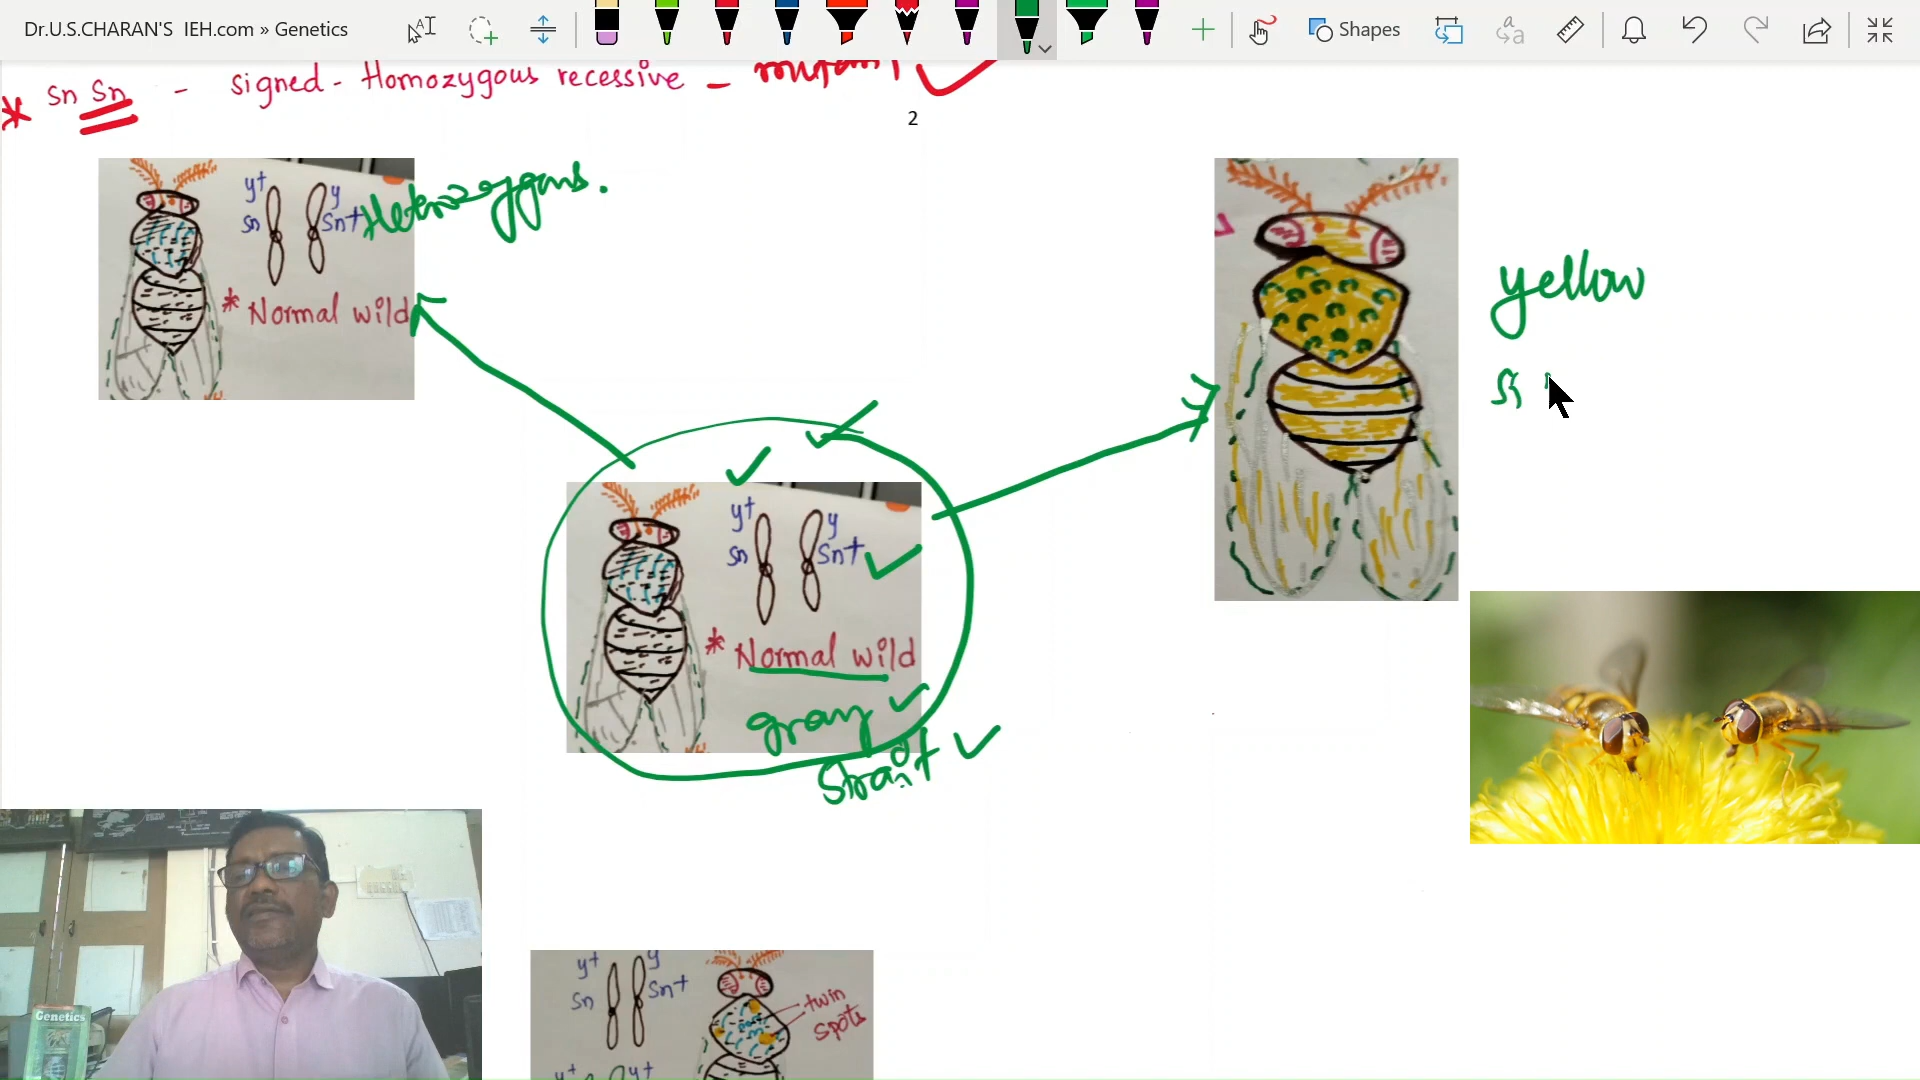 Dr.U.S.CHARAN'S IEH.com » Genetics
Shapes
* Sn Sn - signed - Homozygous recessive -
2
y+ y
sn Sn+
Heterozygous.
* Normal wild
yellow
y+ y
sn Sn+
* Normal wild
gray
Strait
y+ y
Sn Sn+
twin
spots
y+ y+
Genetics